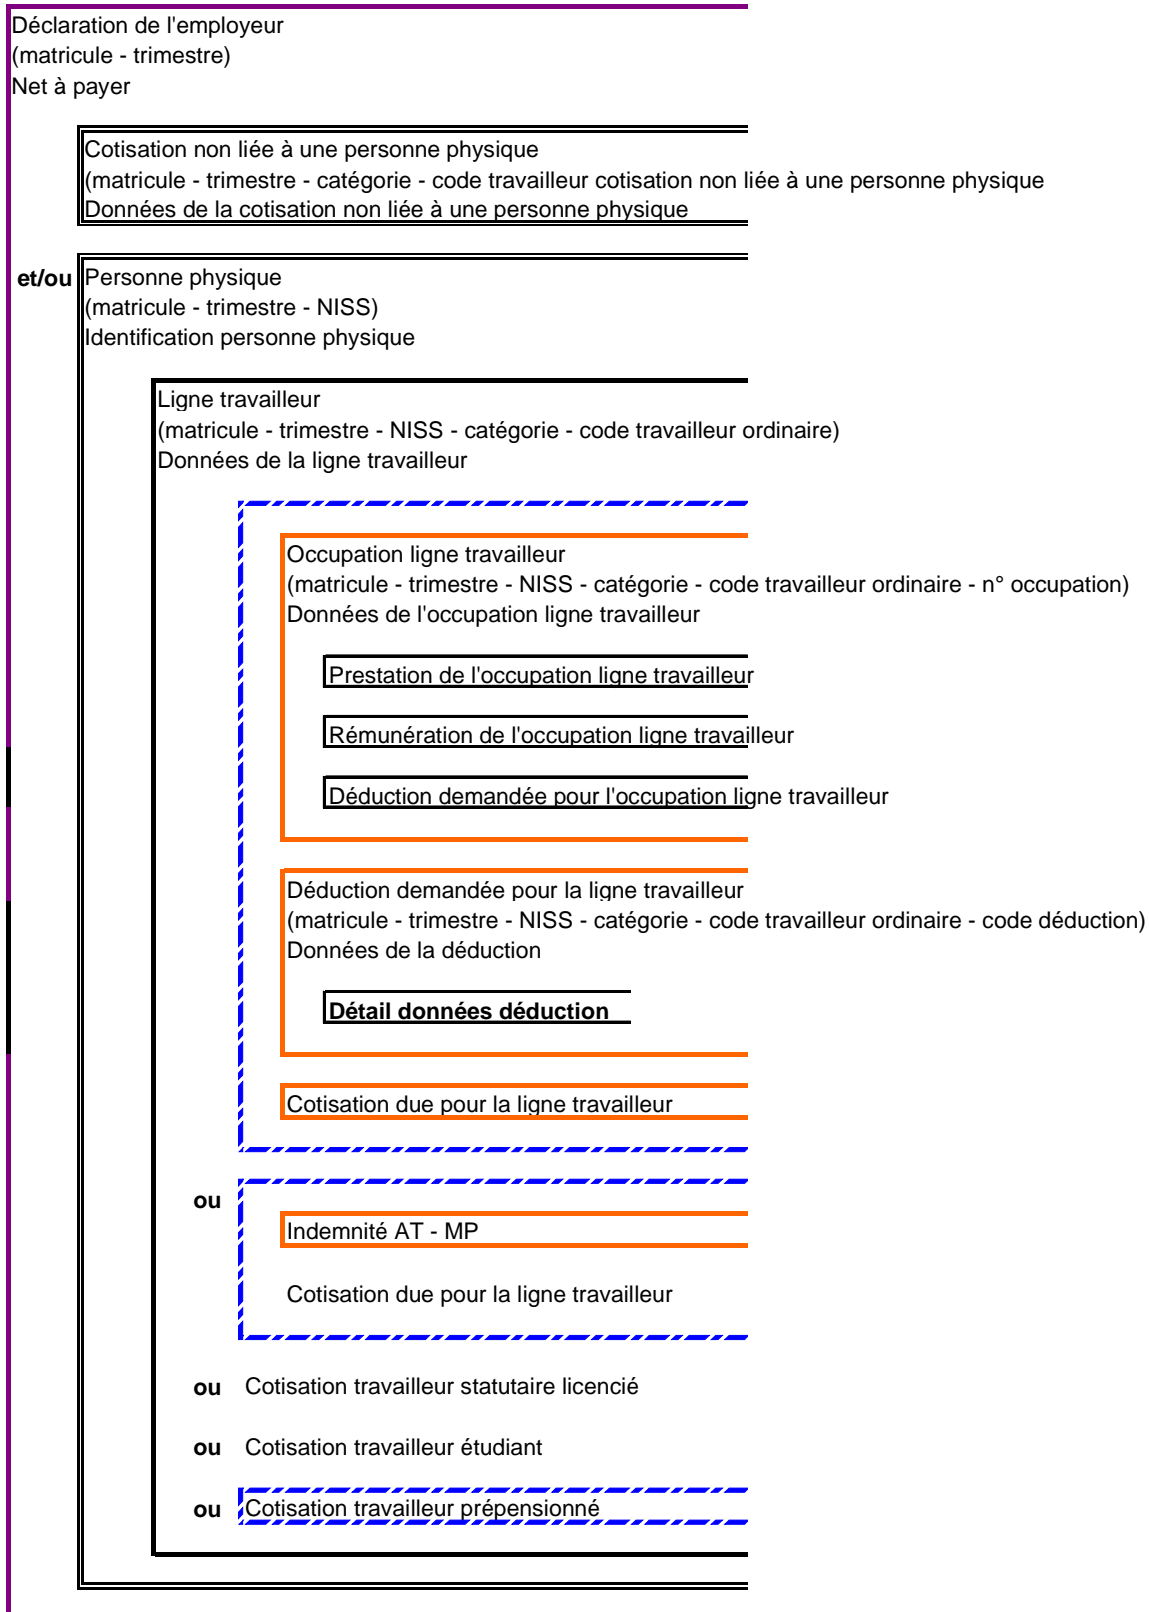 Déclaration de l'employeur
(matricule - trimestre)
Net à payer
Cotisation non liée à une personne physique
(matricule - trimestre - catégorie - code travailleur cotisation non liée à une personne physique
Données de la cotisation non liée à une personne physique
et/ou Personne physique
(matricule - trimestre - NISS)
Identification personne physique
Ligne travailleur
(matricule - trimestre - NISS - catégorie - code travailleur ordinaire)
Données de la ligne travailleur
Occupation ligne travailleur
(matricule - trimestre - NISS - catégorie - code travailleur ordinaire - n° occupation)
Données de l'occupation ligne travailleur
Prestation de l'occupation ligne travailleur
Rémunération de l'occupation ligne travailleur
Déduction demandée pour l'occupation ligne travailleur
Déduction demandée pour la ligne travailleur
(matricule - trimestre - NISS - catégorie - code travailleur ordinaire - code déduction)
Données de la déduction
Détail données déduction
Cotisation due pour la ligne travailleur
ou
Indemnité AT - MP
Cotisation due pour la ligne travailleur
ou Cotisation travailleur statutaire licencié
ou Cotisation travailleur étudiant
ou Cotisation travailleur prépensionné